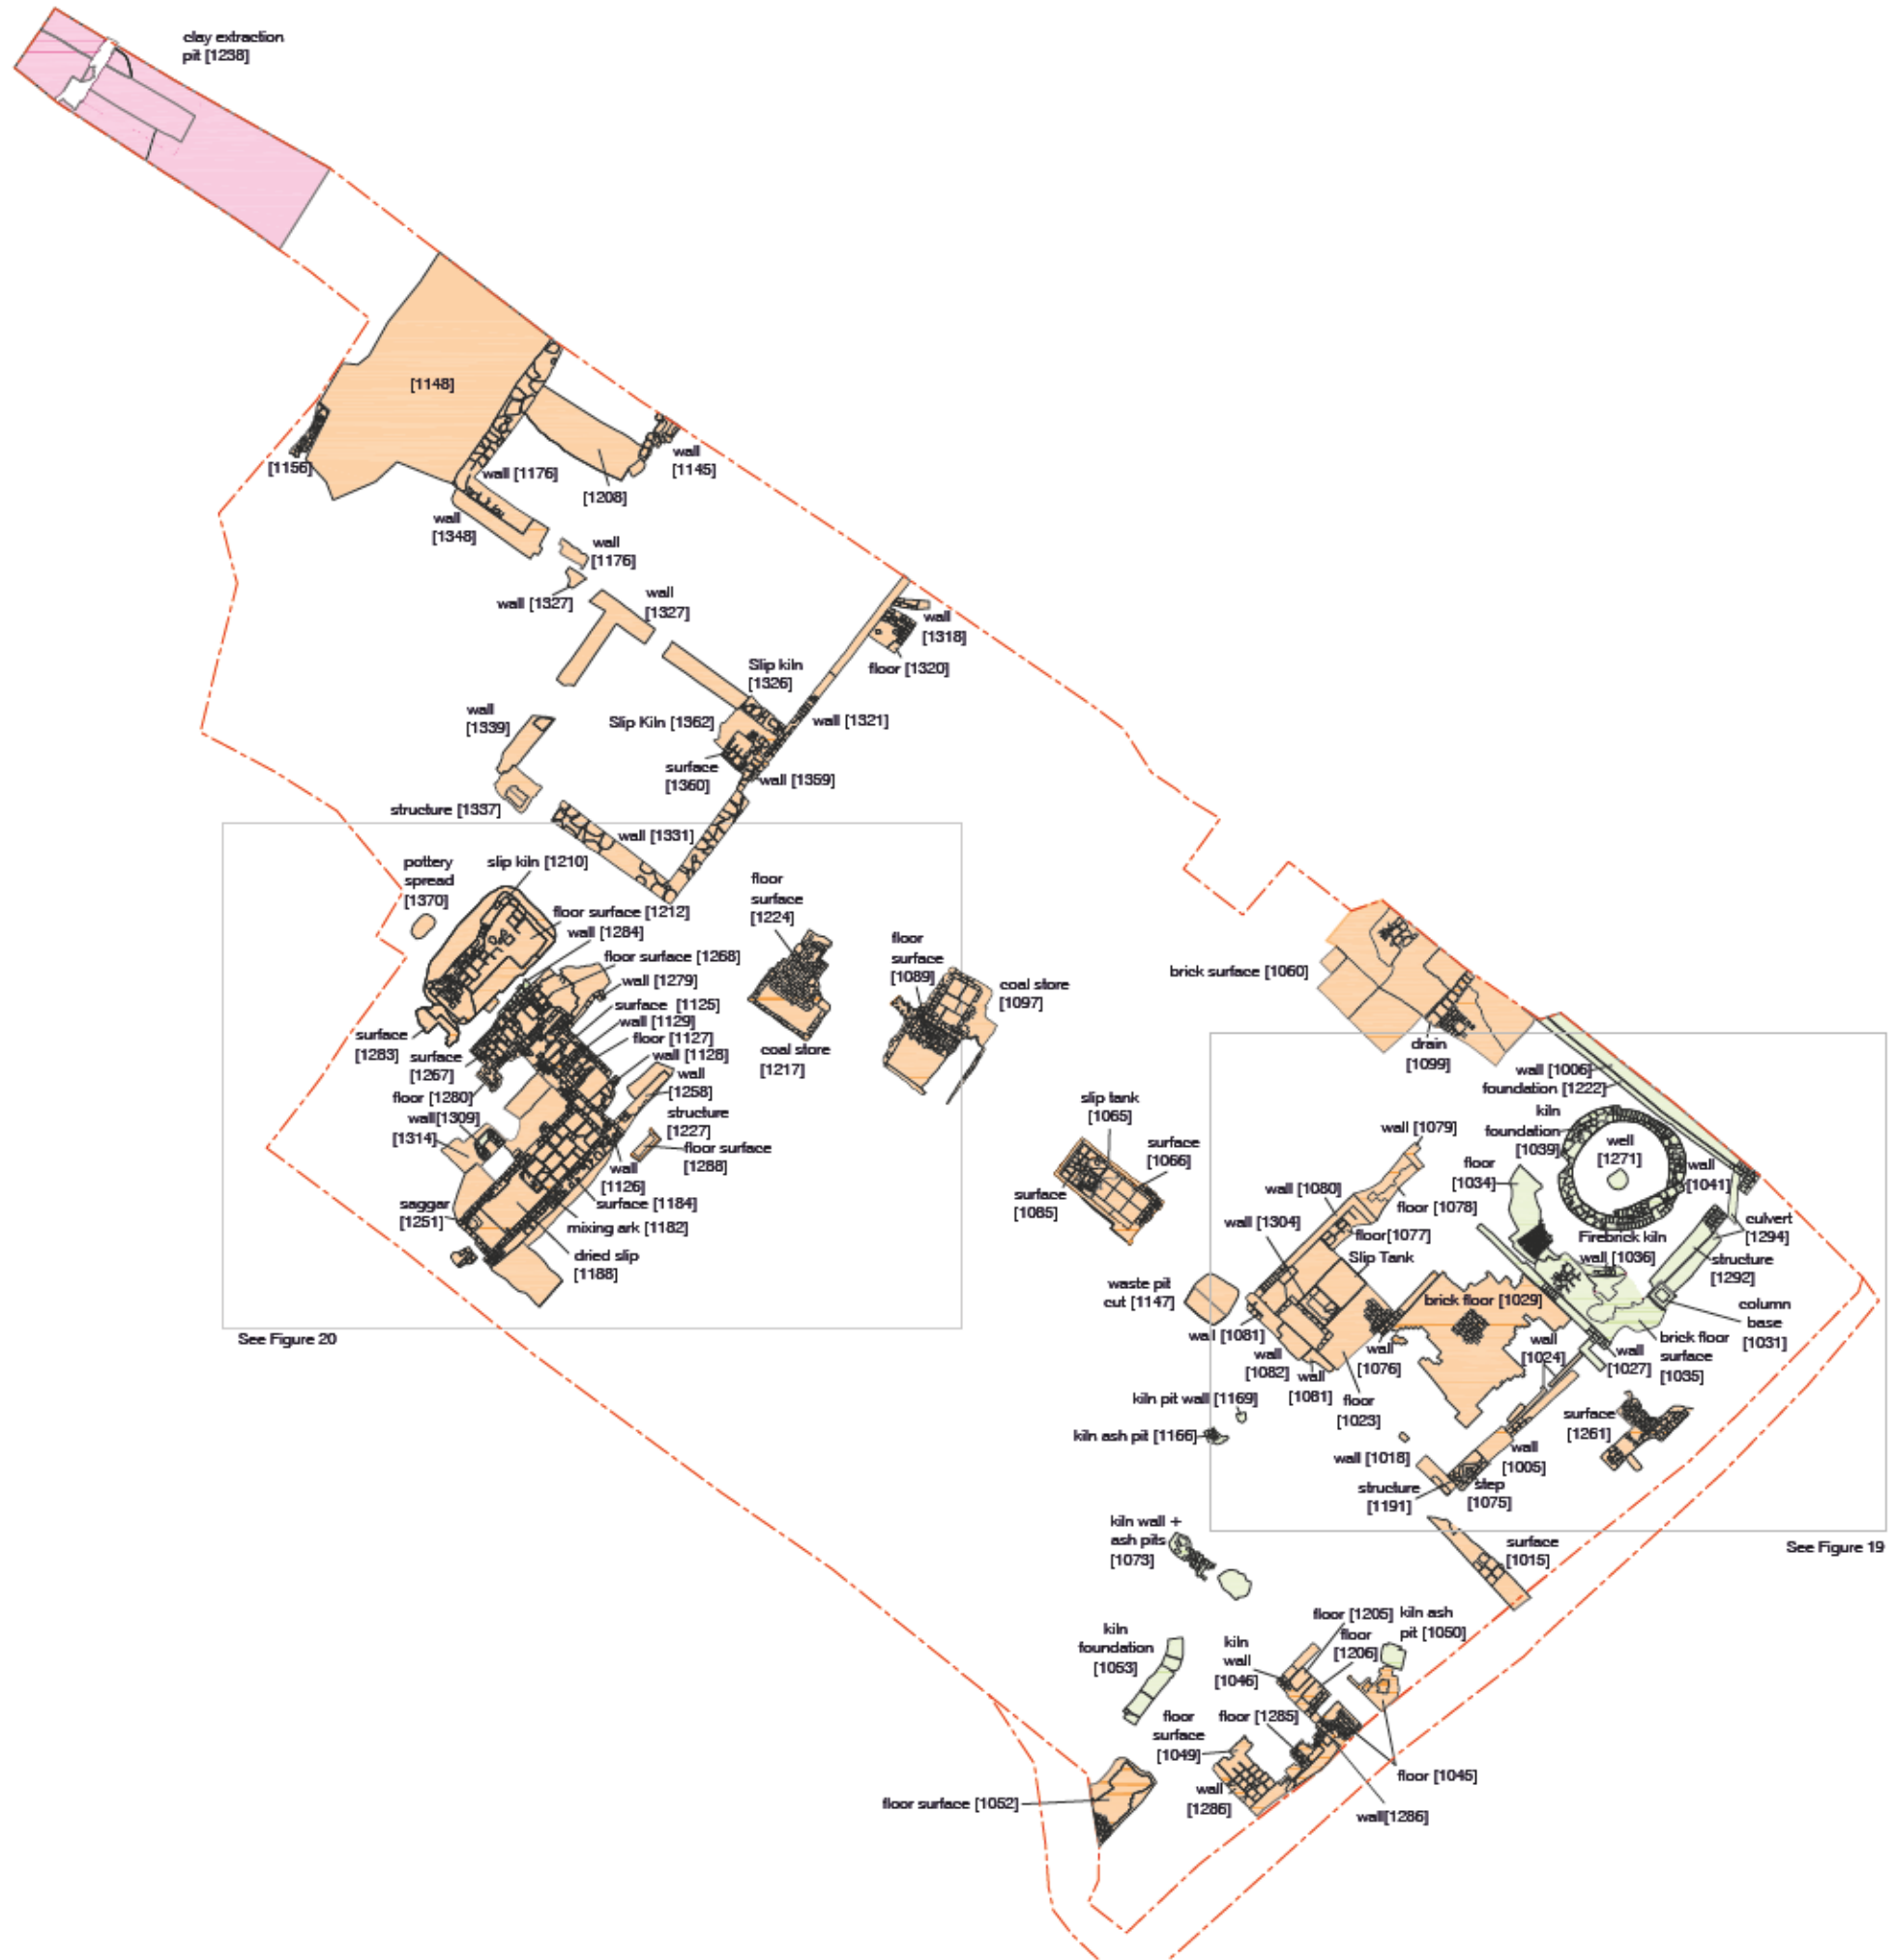 clay extraction
pit [1238]
[1148]
[1156]
wall [1176]
[1208]
wall
[1145]
wall
[1348]
wall
[1176]
wall [1327]
wall
[1327]
wall
[1318]
floor [1320]
Slip kiln
[1326]
Slip Kiln [1362]
wall [1321]
wall
[1339]
surface
[1360]
wall [1359]
structure [1337]
wall [1331]
pottery
spread
[1370]
slip kiln [1210]
floor surface [1212]
wall [1284]
floor surface [1268]
wall [1279]
surface [1125]
wall [1129]
floor [1127]
wall [1128]
wall
[1258]
structure
[1227]
floor surface
[1288]
surface
[1283]
surface
[1267]
floor [1280]
wall[1309]
[1314]
wall
[1126]
surface [1184]
mixing ark [1182]
saggar
[1251]
dried slip
[1188]
floor
surface
[1224]
coal store
[1217]
floor
surface
[1089]
coal store
[1097]
See Figure 20
brick surface [1060]
drain
[1099]
wall [1006]
foundation [1222]
kiln
foundation
[1039]
well
[1271]
wall
[1041]
floor
[1034]
culvert
[1294]
Firebrick kiln
wall [1036]
structure
[1292]
column
base
[1031]
brick floor
surface
[1035]
wall
[1027]
slip tank
[1065]
surface
[1066]
surface
[1085]
wall [1079]
wall [1080]
floor [1078]
wall [1304]
floor[1077]
Slip Tank
waste pit
cut [1147]
brick floor [1029]
wall [1081]
wall
[1082]
wall
[1081]
wall
[1076]
floor
[1023]
wall
[1024]
kiln pit wall [1169]
kiln ash pit [1166]
surface
[1261]
wall [1018]
wall
[1005]
structure
[1191]
step
[1075]
kiln wall +
ash pits
[1073]
surface
[1015]
See Figure 19
floor [1205]
kiln ash
pit [1050]
floor
[1206]
kiln
foundation
[1053]
kiln
wall
[1046]
floor [1285]
floor
surface
[1049]
floor [1045]
wall
[1286]
wall[1286]
floor surface [1052]